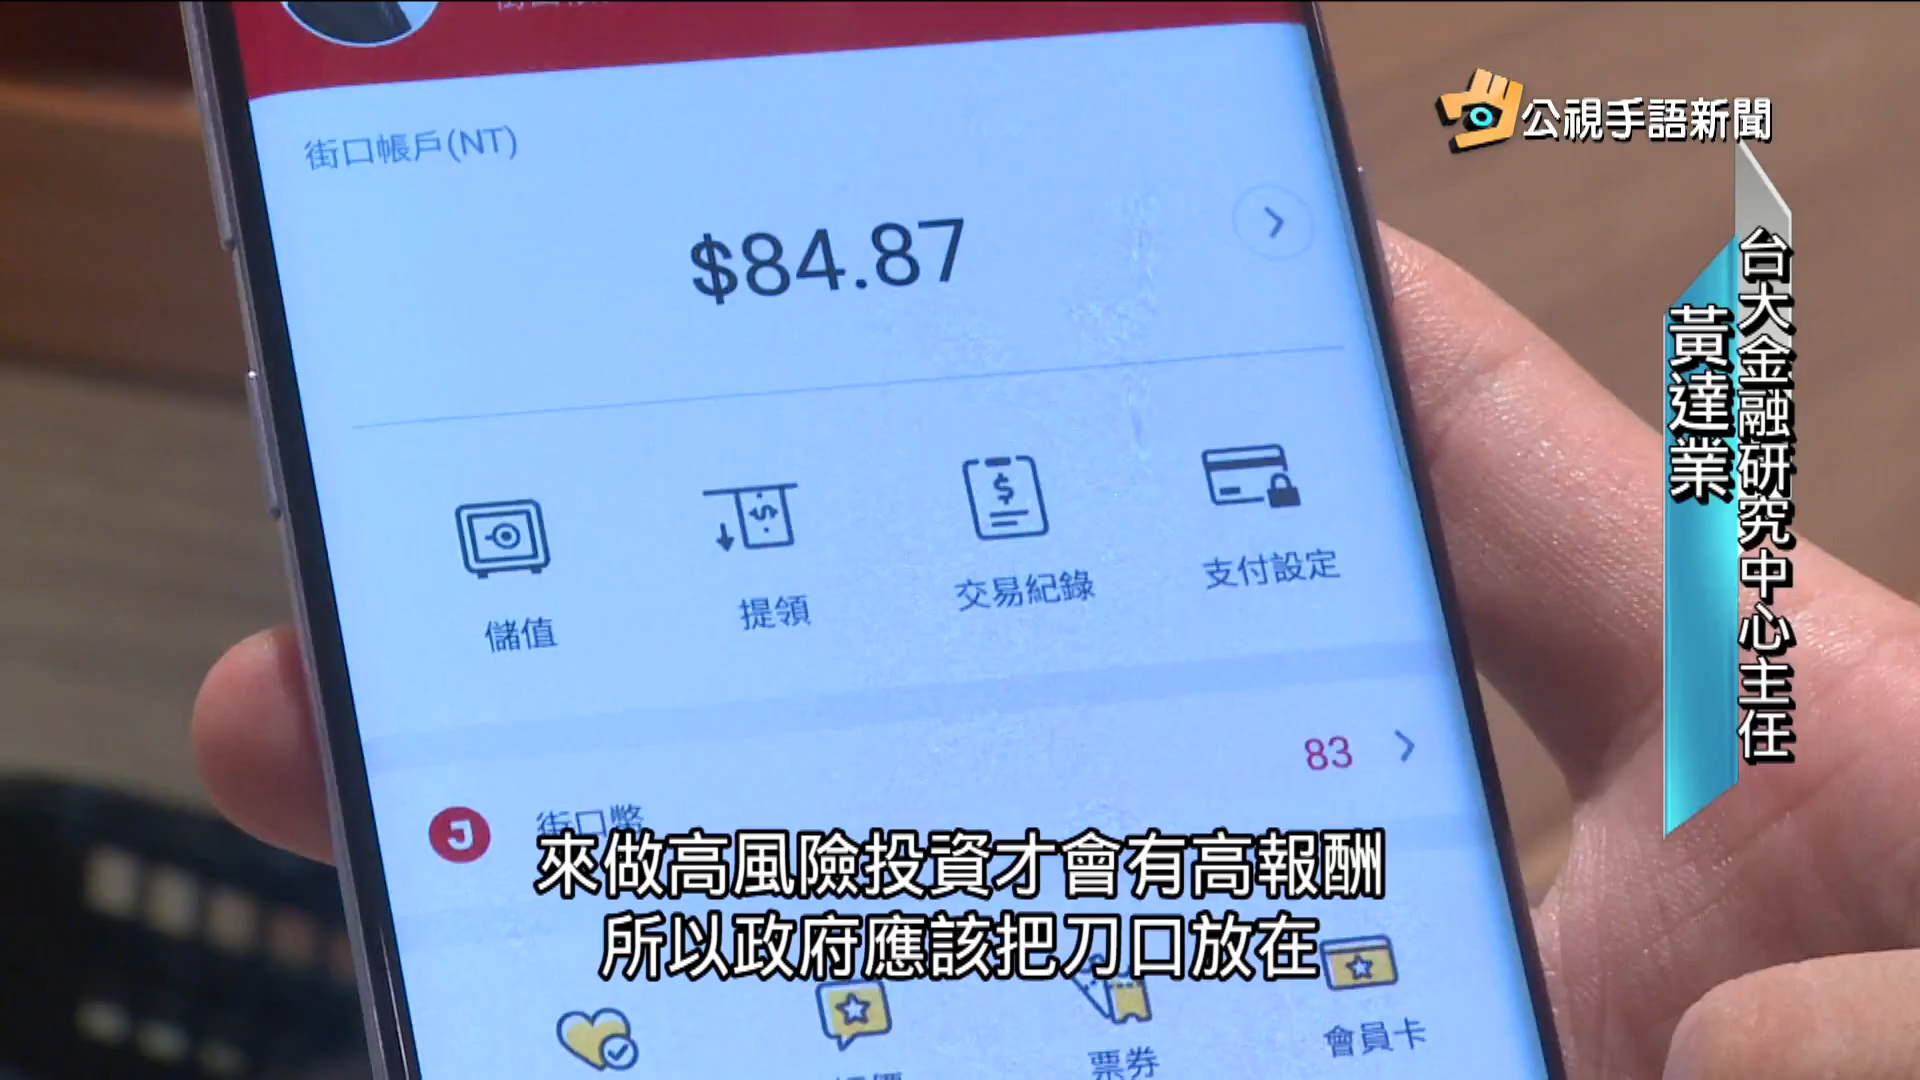 公視手語新聞
台大金融研究中心主任
黃達業
街口帳戶(NT)
$84.87
儲值
提領
交易紀錄
支付設定
83
街口幣
來做高風險投資才會有高報酬
所以政府應該把刀口放在
票券
會員卡